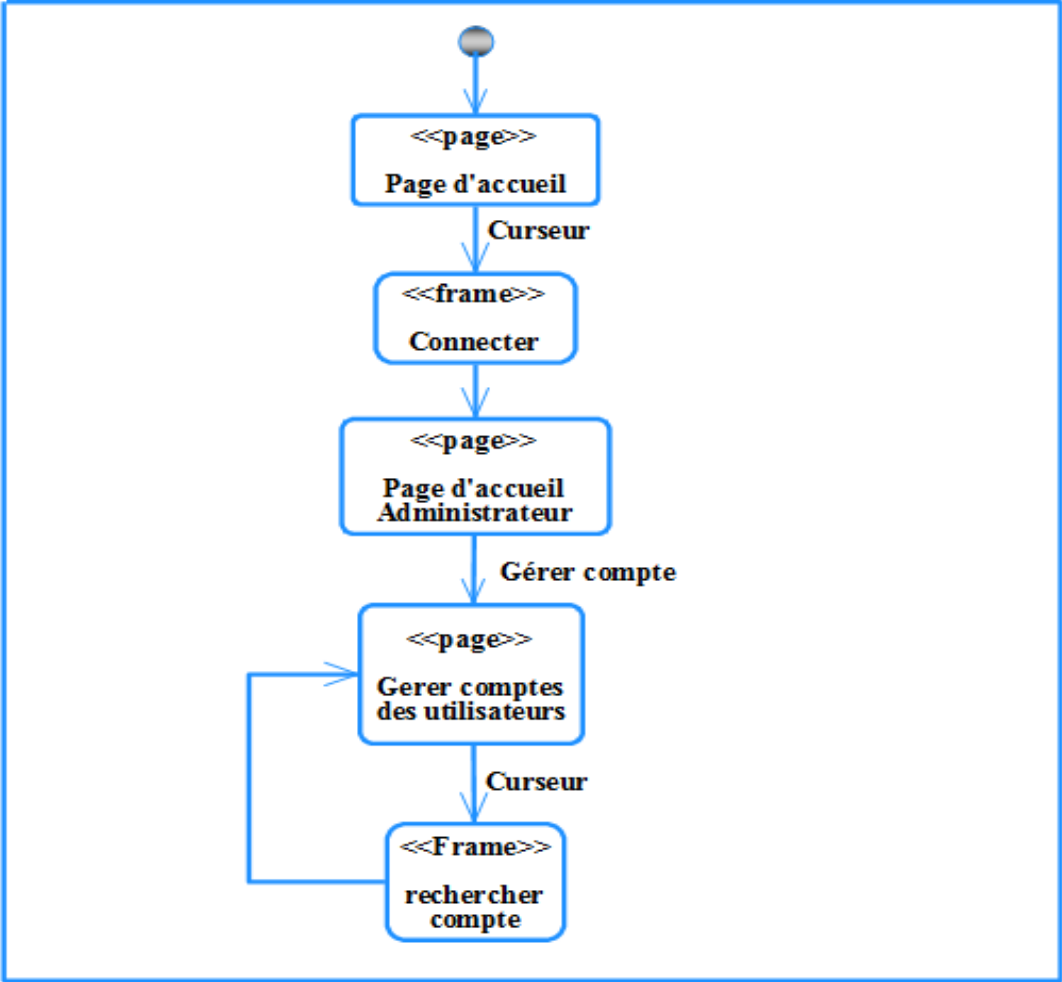 <<page>>
Page d'accueil
Curseur
<<frame>>
Connecter
<<page>>
Page d'accueil
Administrateur
Gérer compte
<<page>>
Gerer comptes
des utilisateurs
Curseur
<<Frame>>
rechercher
compte